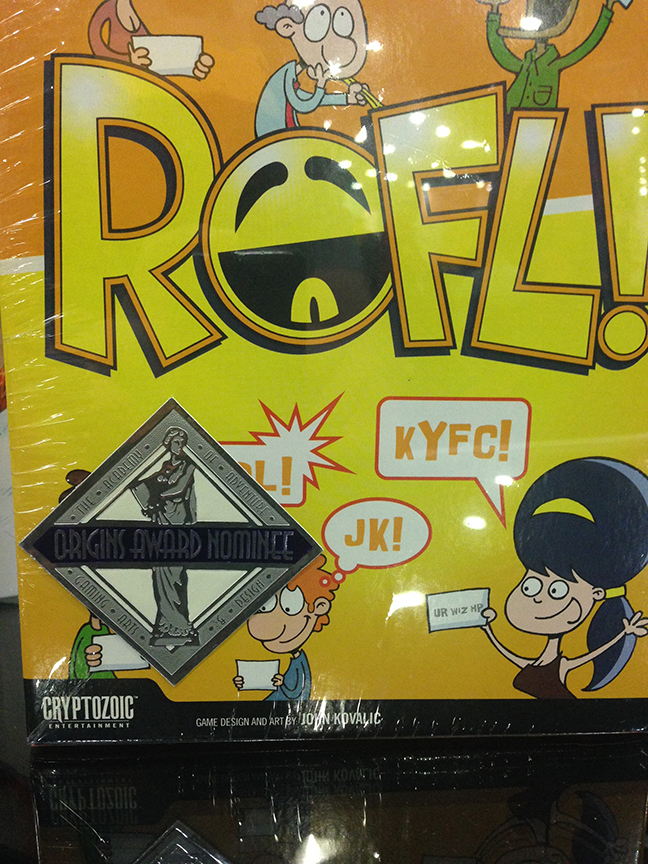 ROFL!
KYFC!
OL!
JK!
THE • ACADEMY • OF • ADVENTURE
ORIGINS AWARD NOMINEE
GAMING • ARTS • & • DESIGN
UR WIZ HP
CRYPTOZOIC
ENTERTAINMENT
GAME DESIGN AND ART BY JOHN KOVALIC